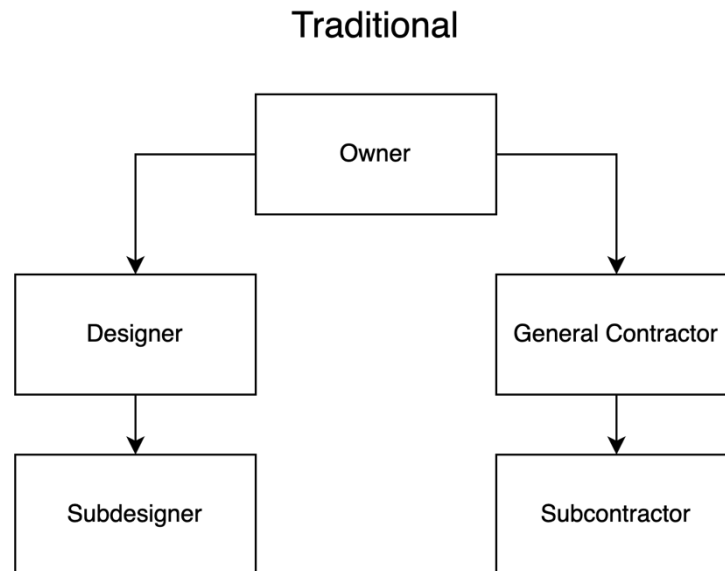 Traditional
Owner
Designer
General Contractor
Subdesigner
Subcontractor